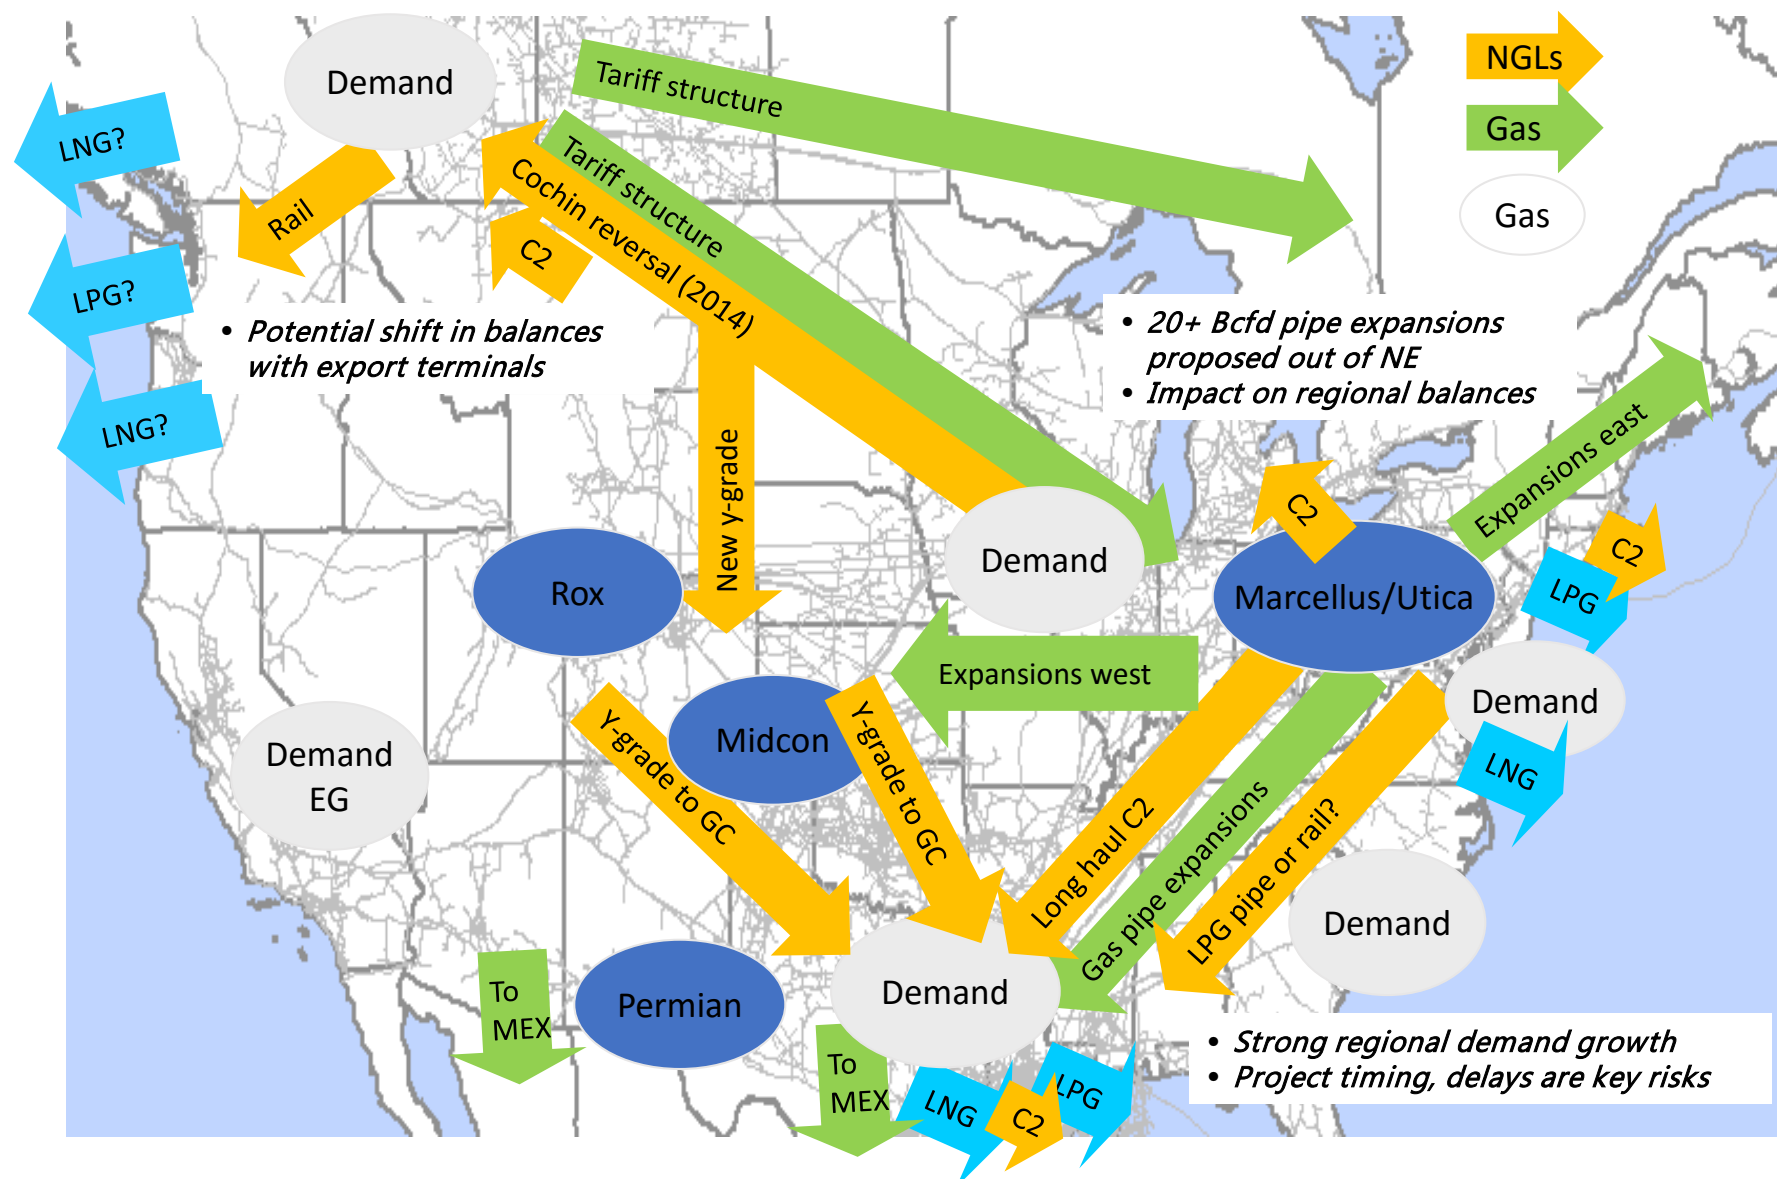 Demand
Tariff structure
NGLs
Gas
Gas
LNG?
Tariff structure
Cochin reversal (2014)
Rail
C2
LPG?
• Potential shift in balances
with export terminals
• 20+ Bcfd pipe expansions
proposed out of NE
• Impact on regional balances
LNG?
New y-grade
Expansions east
C2
C2
LPG
Demand
Rox
Marcellus/Utica
Expansions west
Demand
LNG
Midcon
Y-grade to GC
Y-grade to GC
Demand
EG
Long haul C2
Gas pipe expansions
LPG pipe or rail?
Demand
Demand
Permian
To
MEX
To
MEX
LNG
C2
LPG
• Strong regional demand growth
• Project timing, delays are key risks